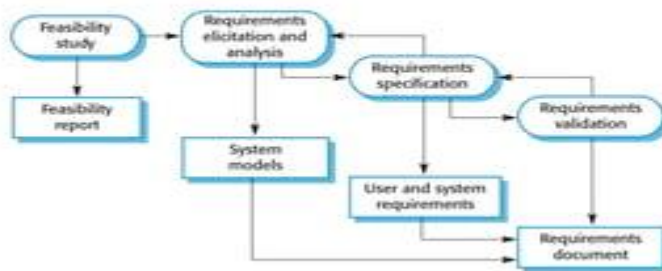 Feasibility
study
Requirements
elicitation and
analysis
Requirements
specification
Requirements
validation
Feasibility
report
System
models
User and system
requirements
Requirements
document